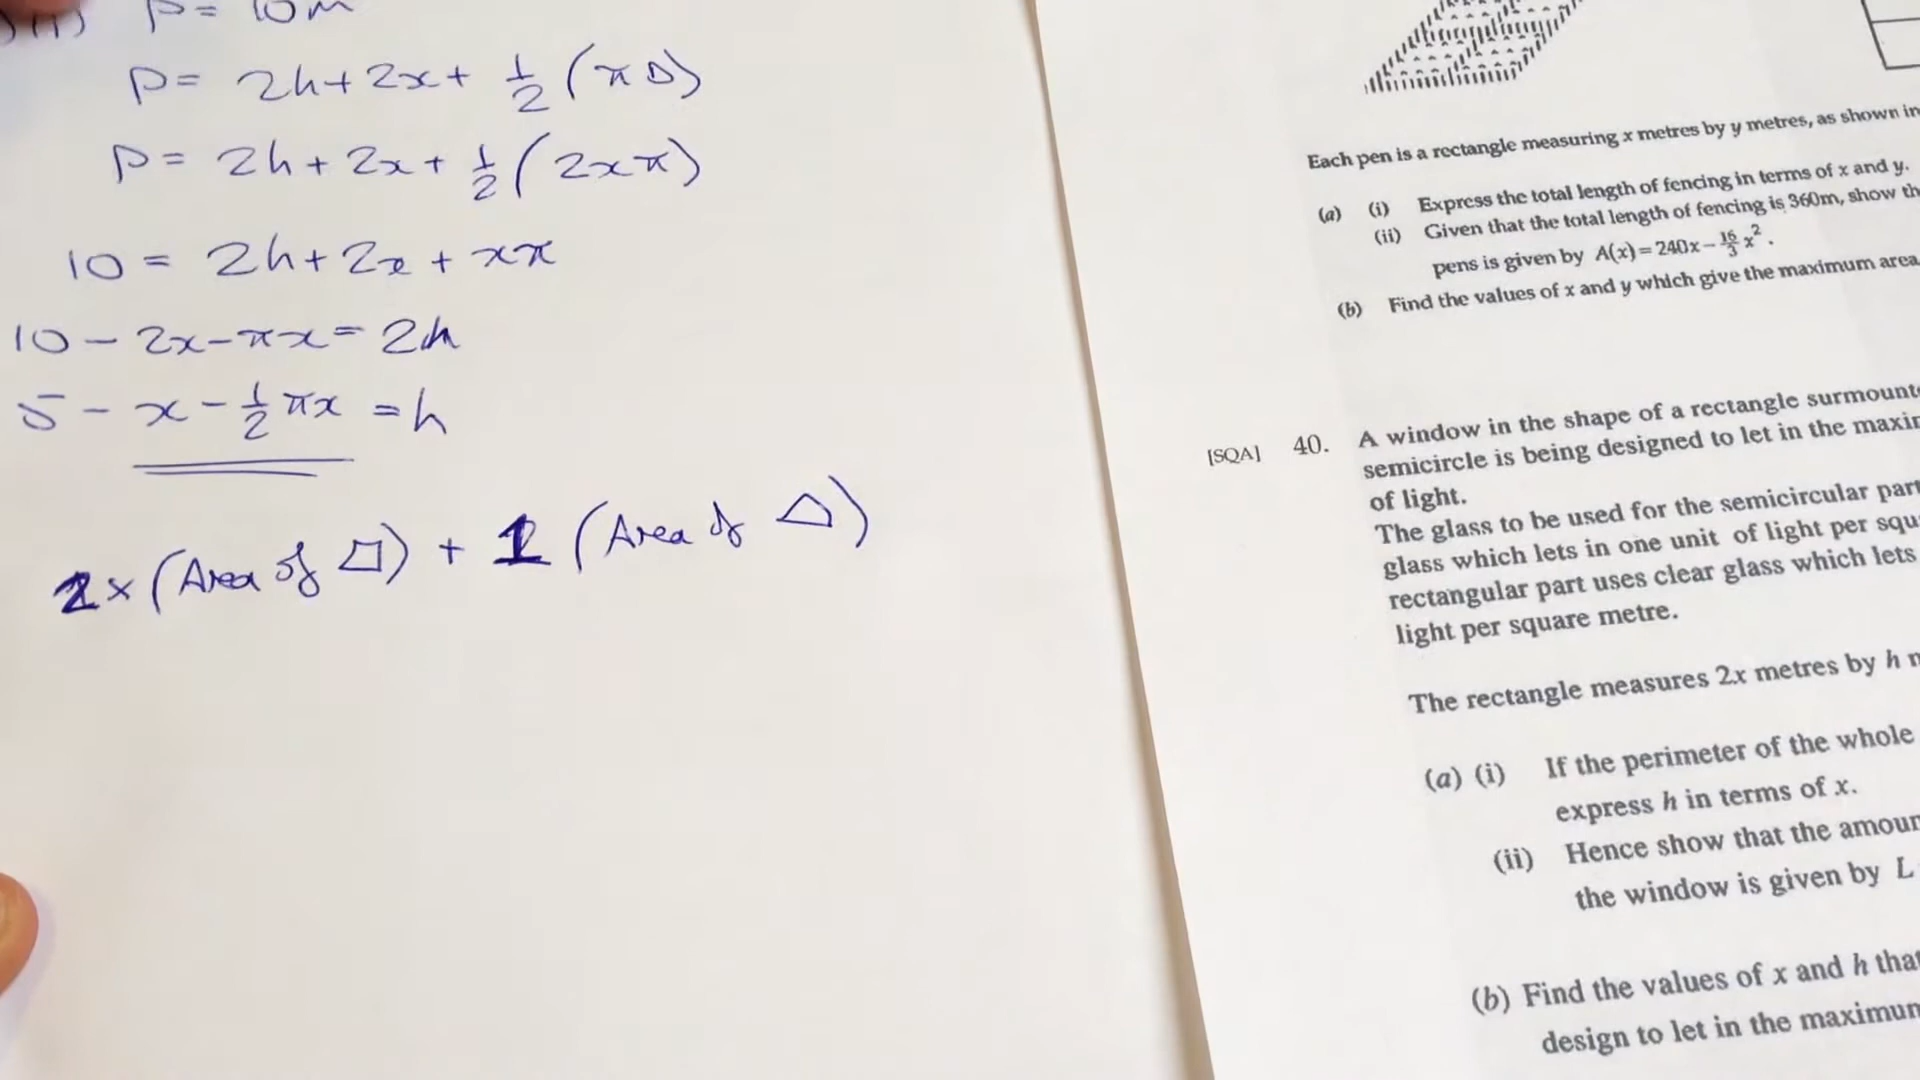 (i) P = 10m
P = 2h + 2x + 1/2 (πD)
P = 2h + 2x + 1/2 (2xπ)
10 = 2h + 2x + xπ
10 - 2x - πx = 2h
5 - x - 1/2 πx = h
2 x (Area of □) + 1 (Area of ⌓)
Each pen is a rectangle measuring x metres by y metres, as shown in
(a) (i) Express the total length of fencing in terms of x and y.
(ii) Given that the total length of fencing is 360m, show th
pens is given by A(x) = 240x − 16/3 x².
(b) Find the values of x and y which give the maximum area
[SQA] 40. A window in the shape of a rectangle surmount
semicircle is being designed to let in the maxi
of light.
The glass to be used for the semicircular part
glass which lets in one unit of light per squ
rectangular part uses clear glass which lets
light per square metre.
The rectangle measures 2x metres by h
(a) (i) If the perimeter of the whole
express h in terms of x.
(ii) Hence show that the amou
the window is given by L
(b) Find the values of x and h that
design to let in the maximum